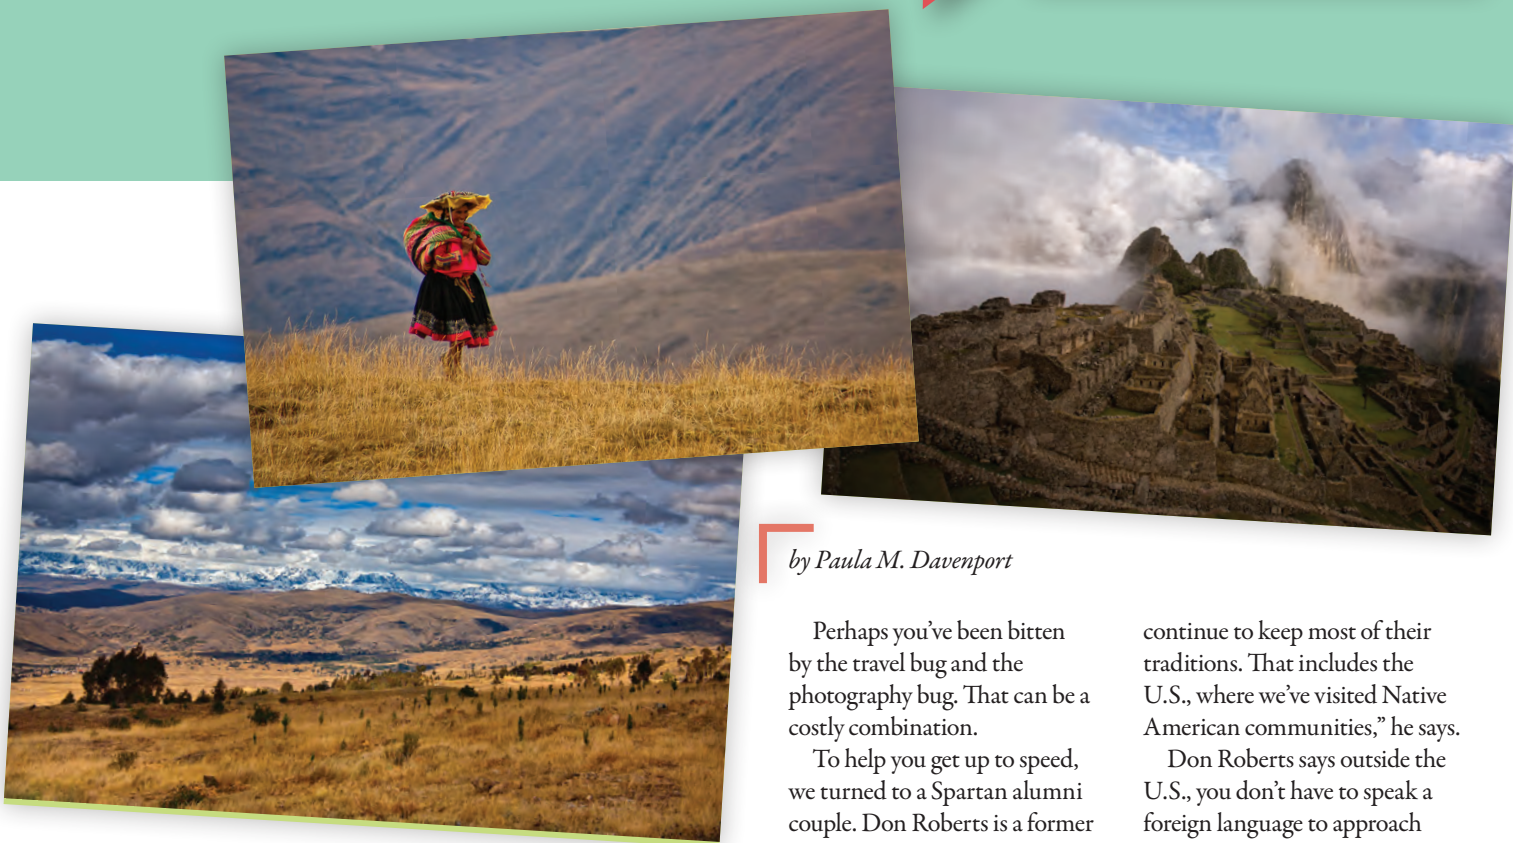 by Paula M. Davenport
Perhaps you’ve been bitten
by the travel bug and the
photography bug. That can be a
costly combination.
To help you get up to speed,
we turned to a Spartan alumni
couple. Don Roberts is a former
continue to keep most of their
traditions. That includes the
U.S., where we’ve visited Native
American communities,” he says.
Don Roberts says outside the
U.S., you don’t have to speak a
foreign language to approach